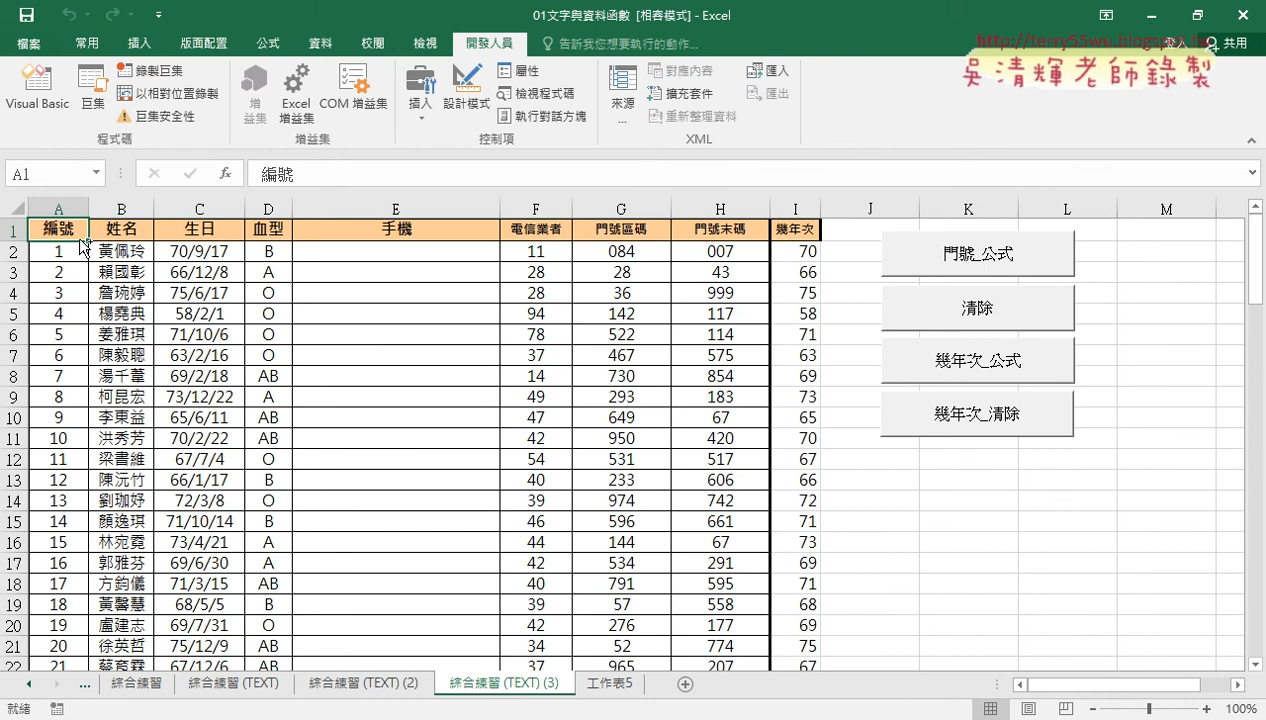 01文字與資料函數 [相容模式] - Excel
檔案 常用 插入 版面配置 公式 資料 校閱 檢視 開發人員 告訴我您想要執行的動作... 登入 共用
http://terry55wu.blogspot.tw
吳清輝老師錄製
Visual Basic 巨集 錄製巨集 以相對位置錄製 巨集安全性 程式碼
增益集 Excel 增益集 COM 增益集 增益集
插入 設計模式 屬性 檢視程式碼 執行對話方塊 控制項
來源... 對應內容 擴充套件 重新整理資料 匯入 匯出 XML
A1 fx 編號
A B C D E F G H I J K L M
1 編號 姓名 生日 血型 手機 電信業者 門號區碼 門號末碼 幾年次
2 1 黃佩玲 70/9/17 B 11 084 007 70
3 2 賴國彰 66/12/8 A 28 28 43 66
4 3 詹琬婷 75/6/17 O 28 36 999 75
5 4 楊堯典 58/2/1 O 94 142 117 58
6 5 姜雅琪 71/10/6 O 78 522 114 71
7 6 陳毅聰 63/2/16 O 37 467 575 63
8 7 湯千葦 69/2/18 AB 14 730 854 69
9 8 柯昆宏 73/12/22 A 49 293 183 73
10 9 李東益 65/6/11 AB 47 649 67 65
11 10 洪秀芳 70/2/22 AB 42 950 420 70
12 11 梁書維 67/7/4 O 54 531 517 67
13 12 陳沅竹 66/1/17 B 40 233 606 66
14 13 劉珈妤 72/3/8 O 39 974 742 72
15 14 顏逸琪 71/10/14 B 46 596 661 71
16 15 林宛霓 73/4/21 A 44 144 67 73
17 16 郭雅芬 69/6/30 A 42 534 291 69
18 17 方鈞儀 71/3/15 AB 40 791 595 71
19 18 黃馨慧 68/5/5 B 39 57 558 68
20 19 盧建志 69/7/31 O 42 276 177 69
21 20 徐英哲 75/12/9 AB 34 52 774 75
22 21 蔡育霖 67/12/6 AB 37 965 207 67
門號_公式
清除
幾年次_公式
幾年次_清除
... 綜合練習 綜合練習 (TEXT) 綜合練習 (TEXT) (2) 綜合練習 (TEXT) (3) 工作表5
就緒 100%